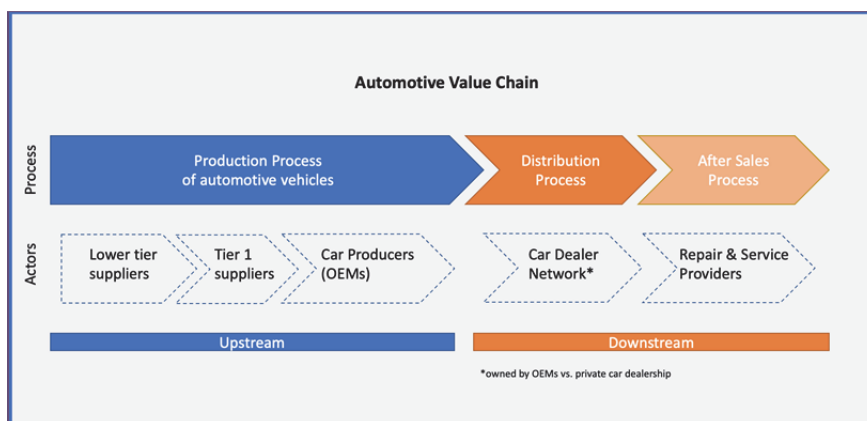 Automotive Value Chain
Process
Production Process
of automotive vehicles
Distribution
Process
After Sales
Process
Actors
Lower tier
suppliers
Tier 1
suppliers
Car Producers
(OEMs)
Car Dealer
Network*
Repair & Service
Providers
Upstream
Downstream
*owned by OEMs vs. private car dealership